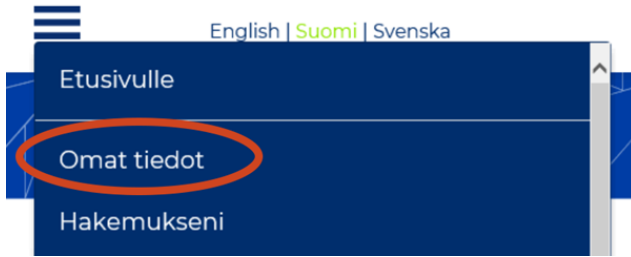 English | Suomi | Svenska
Etusivulle
Omat tiedot
Hakemukseni